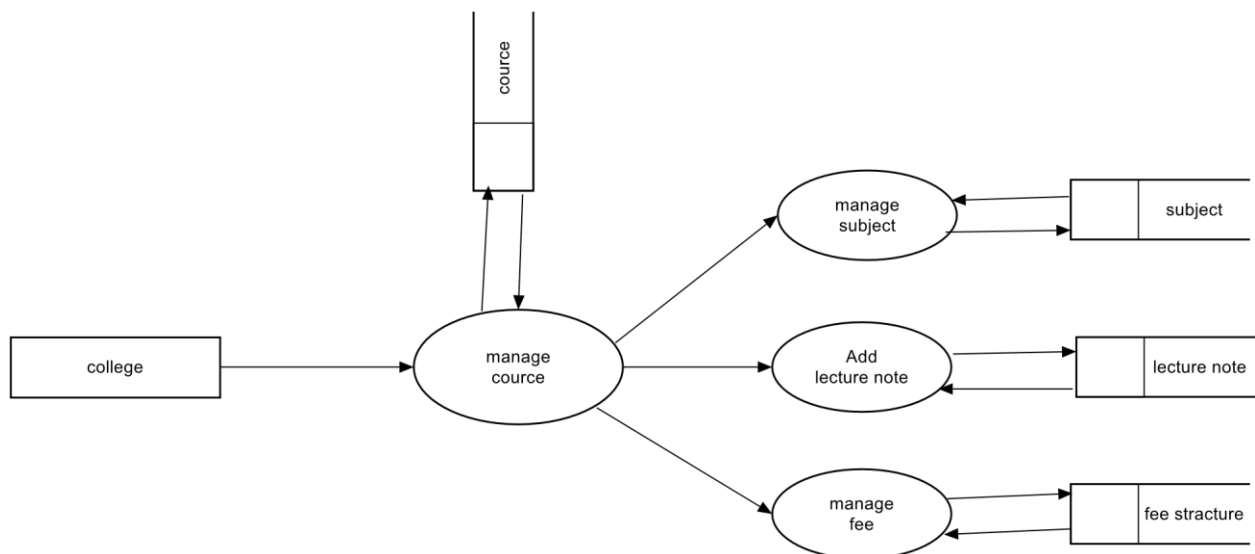 cource
manage
subject
subject
college
manage
cource
Add
lecture note
lecture note
manage
fee
fee stracture